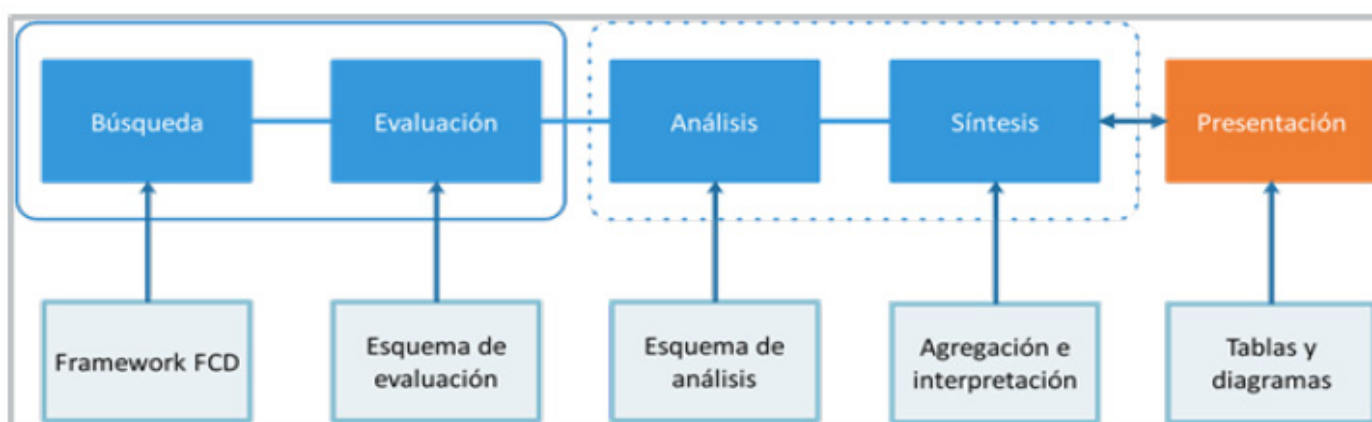 Búsqueda
Evaluación
Análisis
Síntesis
Presentación
Framework FCD
Esquema de
evaluación
Esquema de
análisis
Agregación e
interpretación
Tablas y
diagramas